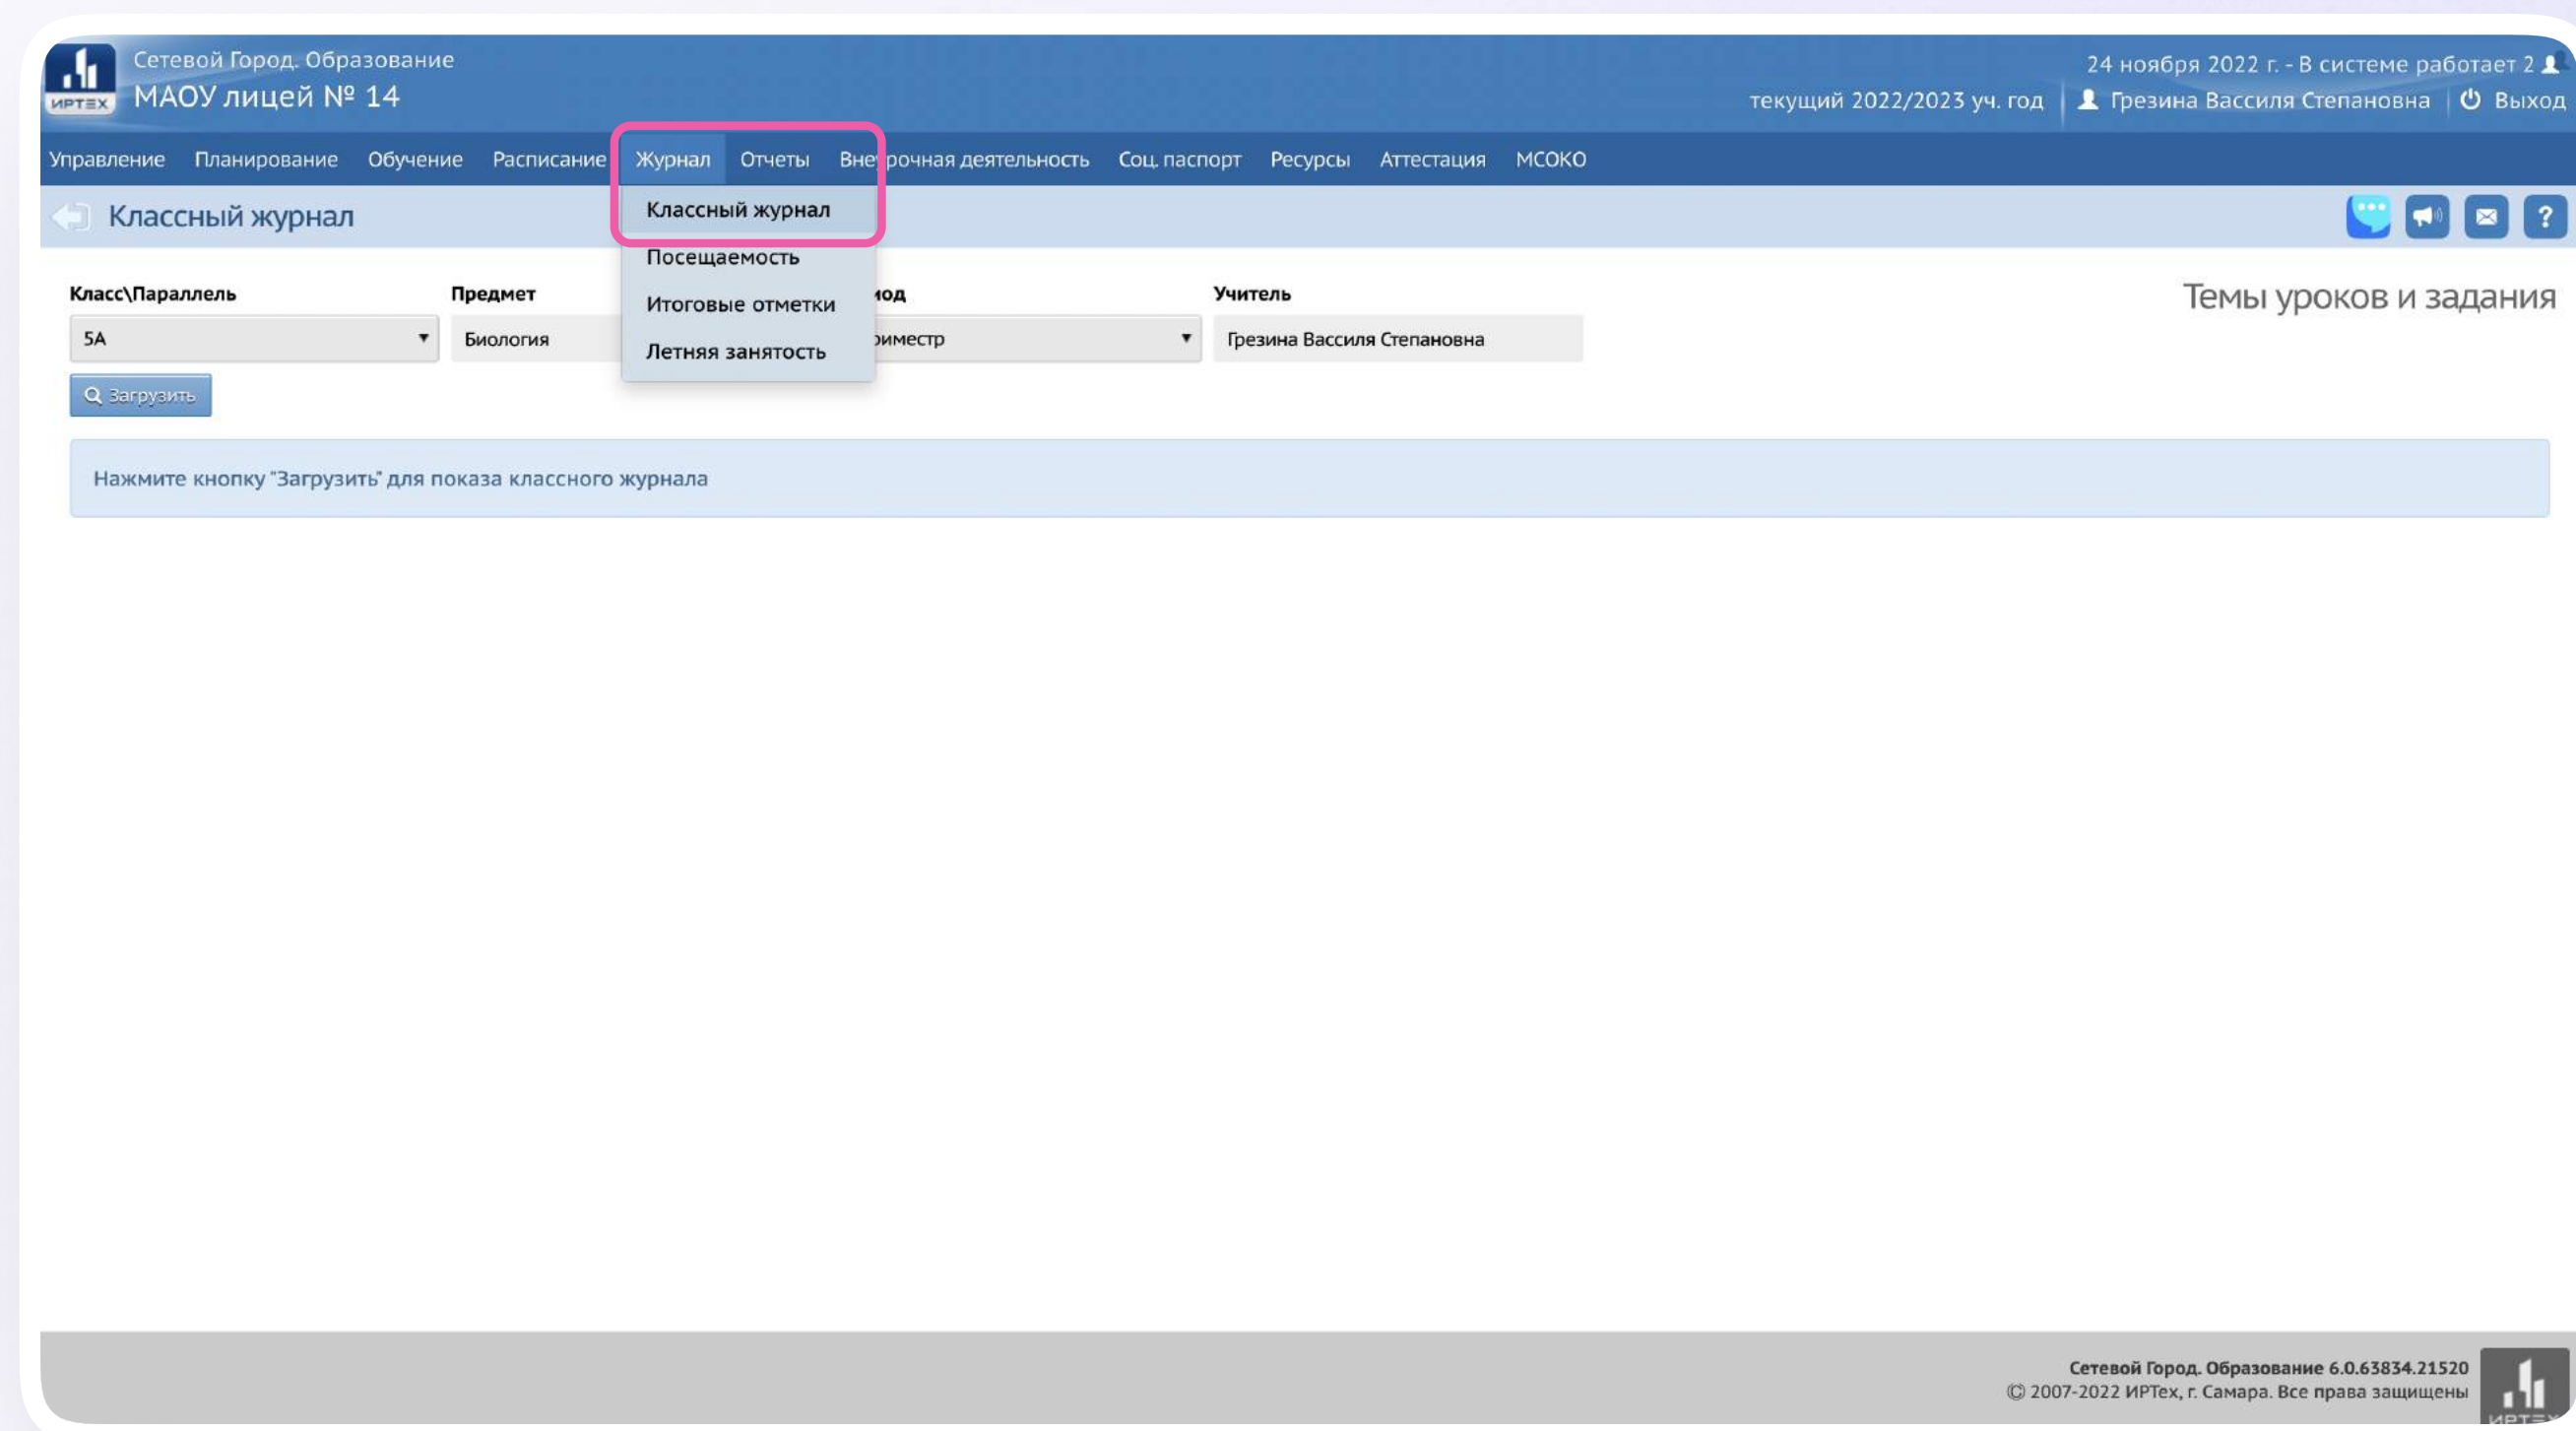 Сетевой Город. Образование
МАОУ лицей № 14
ИРТЕХ
24 ноября 2022 г. - В системе работает 2
текущий 2022/2023 уч. год Грезина Вассиля Степановна Выход
Управление Планирование Обучение Расписание Журнал Отчеты Внеурочная деятельность Соц. паспорт Ресурсы Аттестация МСОКО
Классный журнал
?
Классный журнал
Посещаемость
Итоговые отметки
Летняя занятость
Класс\Параллель Предмет Учитель
5А Биология Грезина Вассиля Степановна
Темы уроков и задания
Загрузить
Нажмите кнопку "Загрузить" для показа классного журнала
Сетевой Город. Образование 6.0.63834.21520
© 2007-2022 ИРТех, г. Самара. Все права защищены
ИРТЕХ